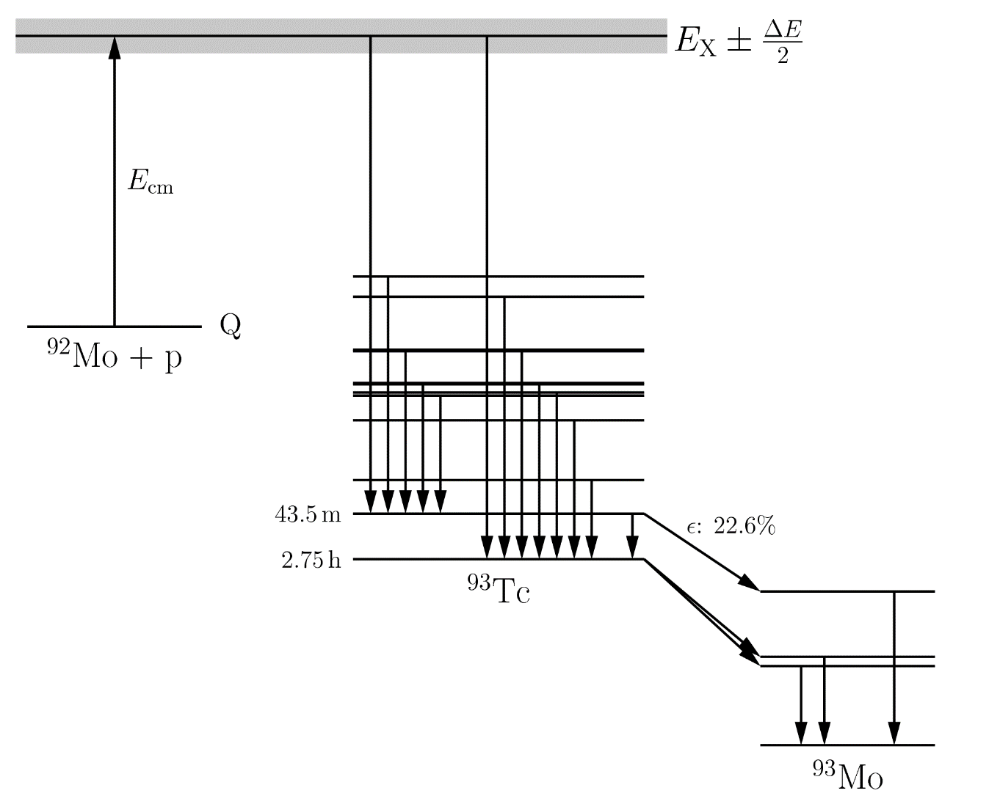 E_X ± ΔE/2
E_cm
Q
⁹²Mo + p
43.5 m
ϵ: 22.6%
2.75 h
⁹³Tc
⁹³Mo